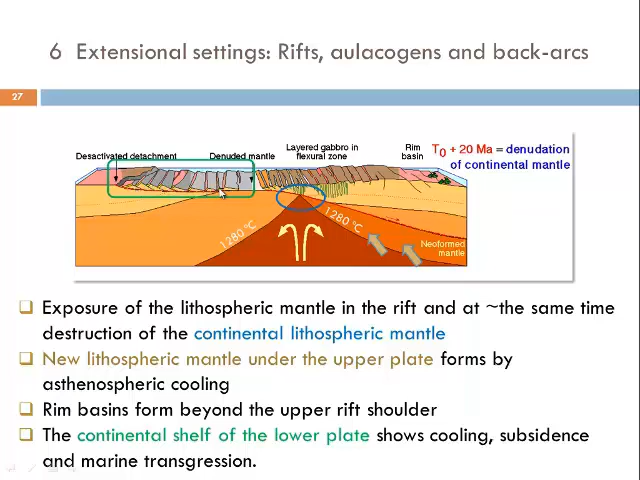 6 Extensional settings: Rifts, aulacogens and back-arcs
27
Desactivated detachment
Denuded mantle
Layered gabbro in
flexural zone
Rim
basin
T0 + 20 Ma = denudation
of continental mantle
1280 °C
1280 °C
Neoformed
mantle
Exposure of the lithospheric mantle in the rift and at ~the same time
destruction of the continental lithospheric mantle
New lithospheric mantle under the upper plate forms by
asthenospheric cooling
Rim basins form beyond the upper rift shoulder
The continental shelf of the lower plate shows cooling, subsidence
and marine transgression.